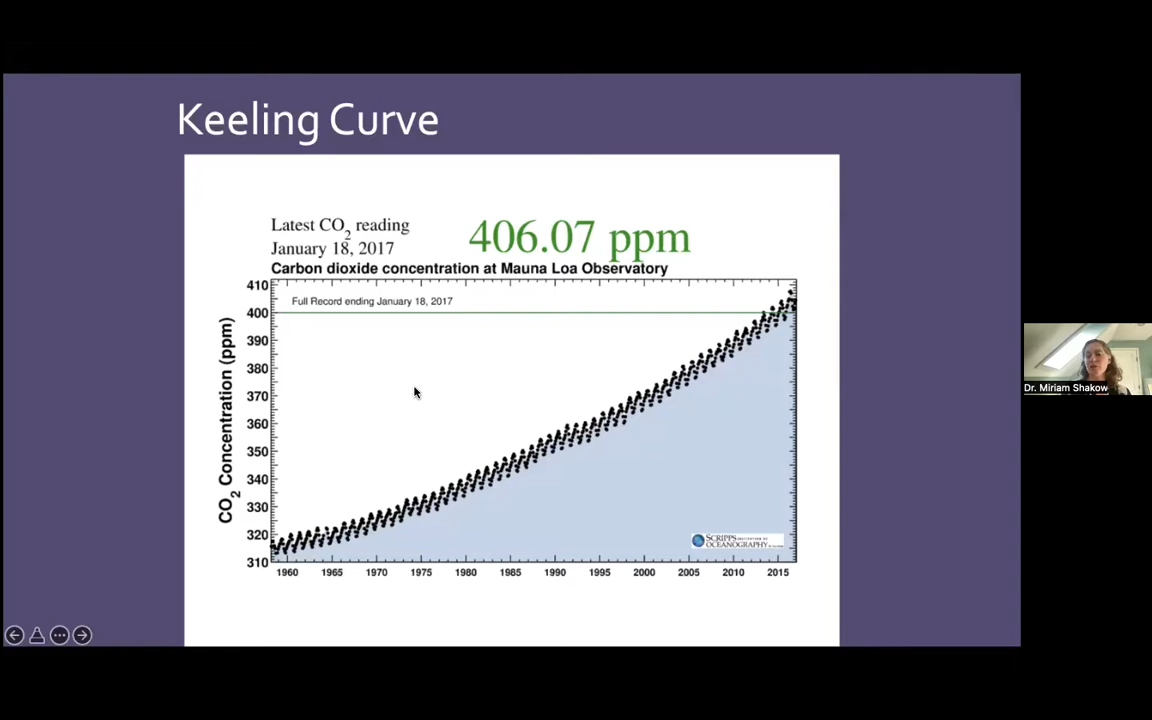 Keeling Curve
Latest CO2 reading
January 18, 2017
406.07 ppm
Carbon dioxide concentration at Mauna Loa Observatory
Full Record ending January 18, 2017
CO2 Concentration (ppm)
410
400
390
380
370
360
350
340
330
320
310
1960 1965 1970 1975 1980 1985 1990 1995 2000 2005 2010 2015
SCRIPPS INSTITUTION OF
OCEANOGRAPHY
Dr. Miriam Shakow